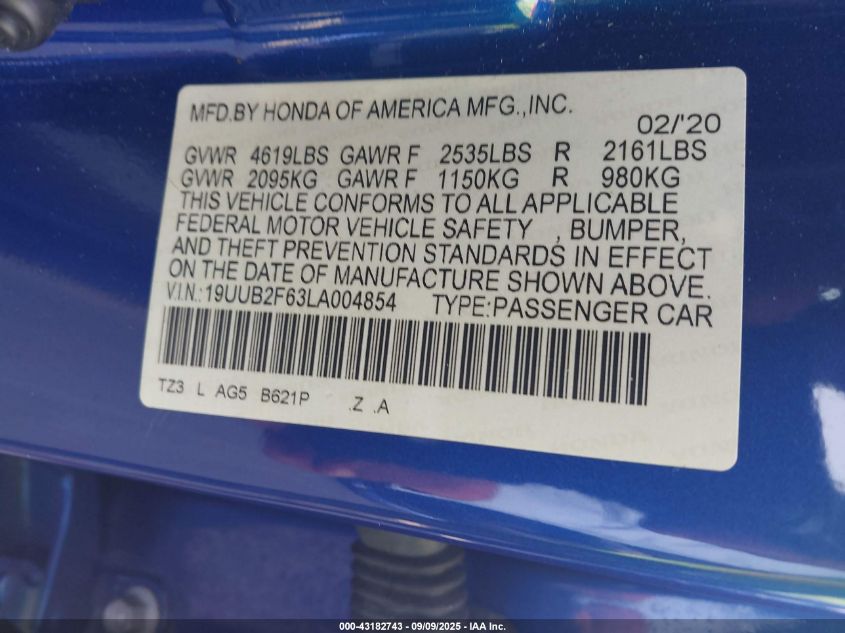 MFD.BY HONDA OF AMERICA MFG.,INC.
02/'20
GVWR 4619LBS GAWR F 2535LBS R 2161LBS
GVWR 2095KG GAWR F 1150KG R 980KG
THIS VEHICLE CONFORMS TO ALL APPLICABLE
FEDERAL MOTOR VEHICLE SAFETY , BUMPER,
AND THEFT PREVENTION STANDARDS IN EFFECT
ON THE DATE OF MANUFACTURE SHOWN ABOVE.
V.I.N.:19UUB2F63LA004854 TYPE:PASSENGER CAR
TZ3 L AG5 B621P .Z .A
000-43182743 / 09/09/2025 - IAA Inc.